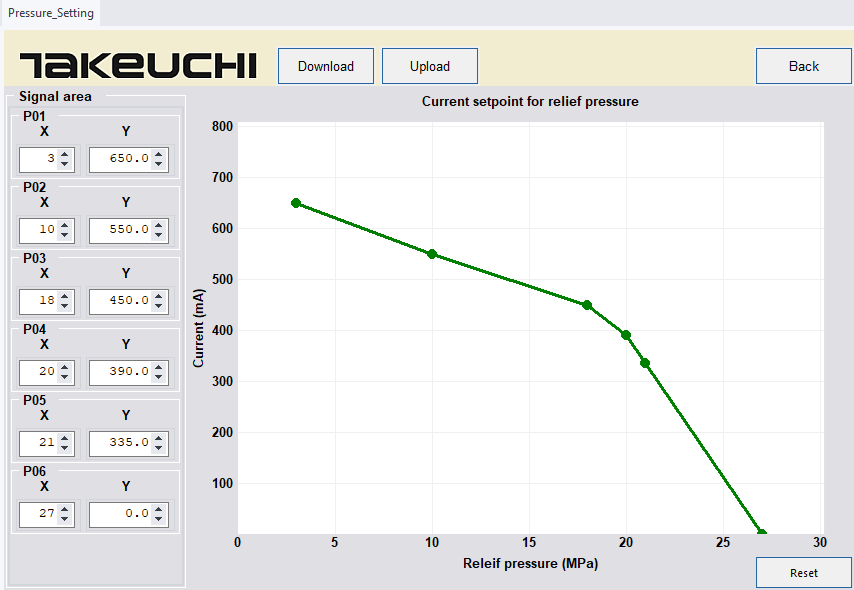 Pressure_Setting
TAKEUCHI
Download
Upload
Back
Signal area
P01
X Y
3 650.0
P02
X Y
10 550.0
P03
X Y
18 450.0
P04
X Y
20 390.0
P05
X Y
21 335.0
P06
X Y
27 0.0
Current setpoint for relief pressure
800
700
600
500
400
300
200
100
Current (mA)
0 5 10 15 20 25 30
Releif pressure (MPa)
Reset